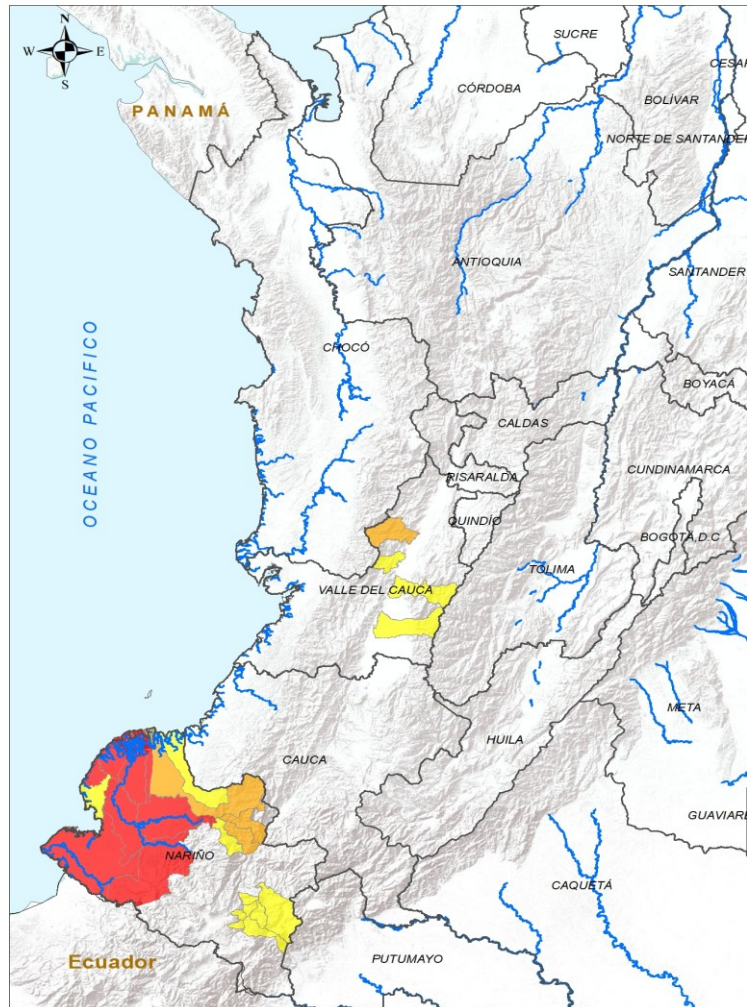 N
W E
S
SUCRE
CESAR
CÓRDOBA
BOLÍVAR
PANAMÁ
NORTE DE SANTANDER
ANTIOQUIA
SANTANDER
OCEANO PACIFICO
CHOCÓ
BOYACÁ
CALDAS
CUNDINAMARCA
RISARALDA
QUINDÍO
BOGOTÁ, D.C
TOLIMA
VALLE DEL CAUCA
META
HUILA
CAUCA
GUAVIARE
NARIÑO
CAQUETÁ
Ecuador
PUTUMAYO